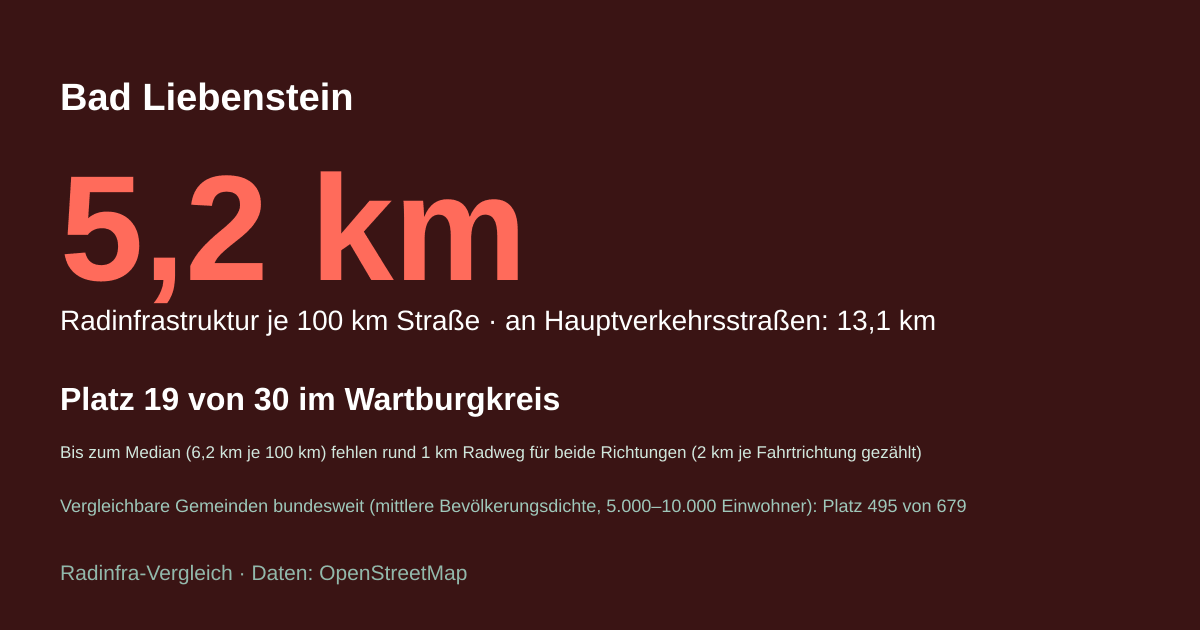 Bad Liebenstein
5,2 km
Radinfrastruktur je 100 km Straße · an Hauptverkehrsstraßen: 13,1 km
Platz 19 von 30 im Wartburgkreis
Bis zum Median (6,2 km je 100 km) fehlen rund 1 km Radweg für beide Richtungen (2 km je Fahrtrichtung gezählt)
Vergleichbare Gemeinden bundesweit (mittlere Bevölkerungsdichte, 5.000–10.000 Einwohner): Platz 495 von 679
Radinfra-Vergleich · Daten: OpenStreetMap